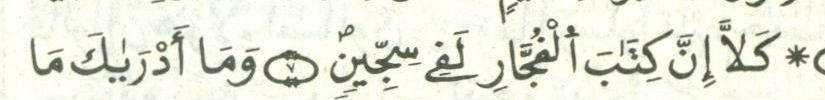 * كَلَّا إِنَّ كِتَٰبَ ٱلْفُجَّارِ لَفِے سِجِّينٍۢ ٧ وَمَا أَدْرَيٰكَ مَا